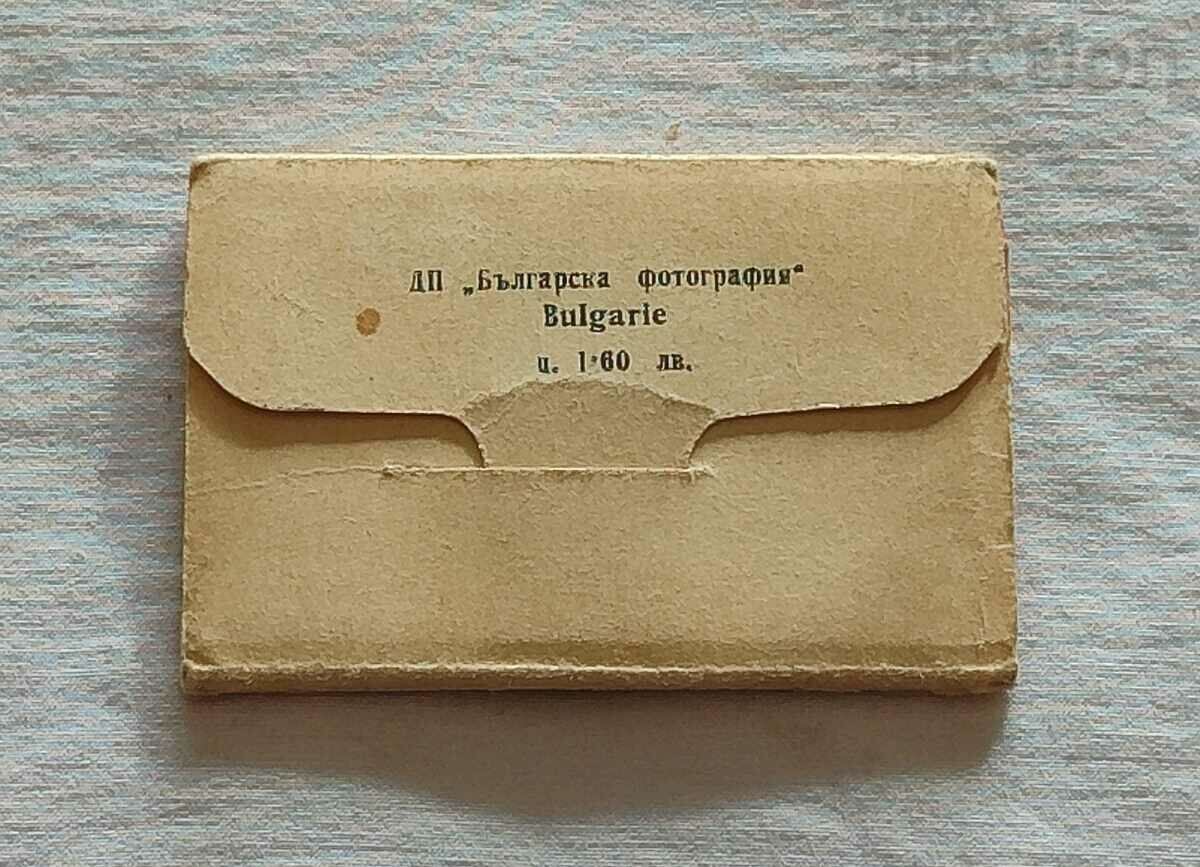 ДП „Българска фотография“
Bulgarie
ц. 1·60 лв.